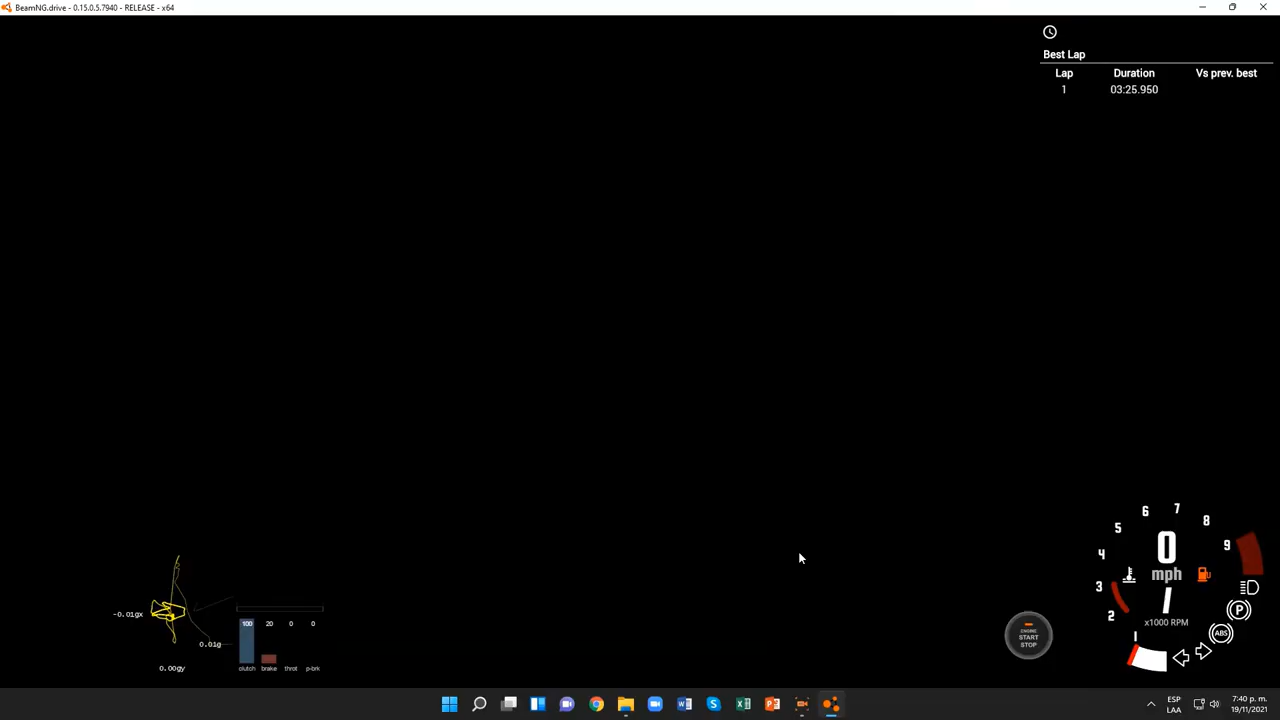 BeamNG.drive - 0.15.0.5.7940 - RELEASE - x64
Best Lap
Lap Duration Vs prev. best
1 03:25.950
-0.01gx
0.01g
0.00gy
100 20 0 0
clutch brake throt p-brk
ENGINE
START
STOP
1 2 3 4 5 6 7 8 9
0
mph
x1000 RPM
P
ABS
ESP
LAA
7:40 p. m.
19/11/2021